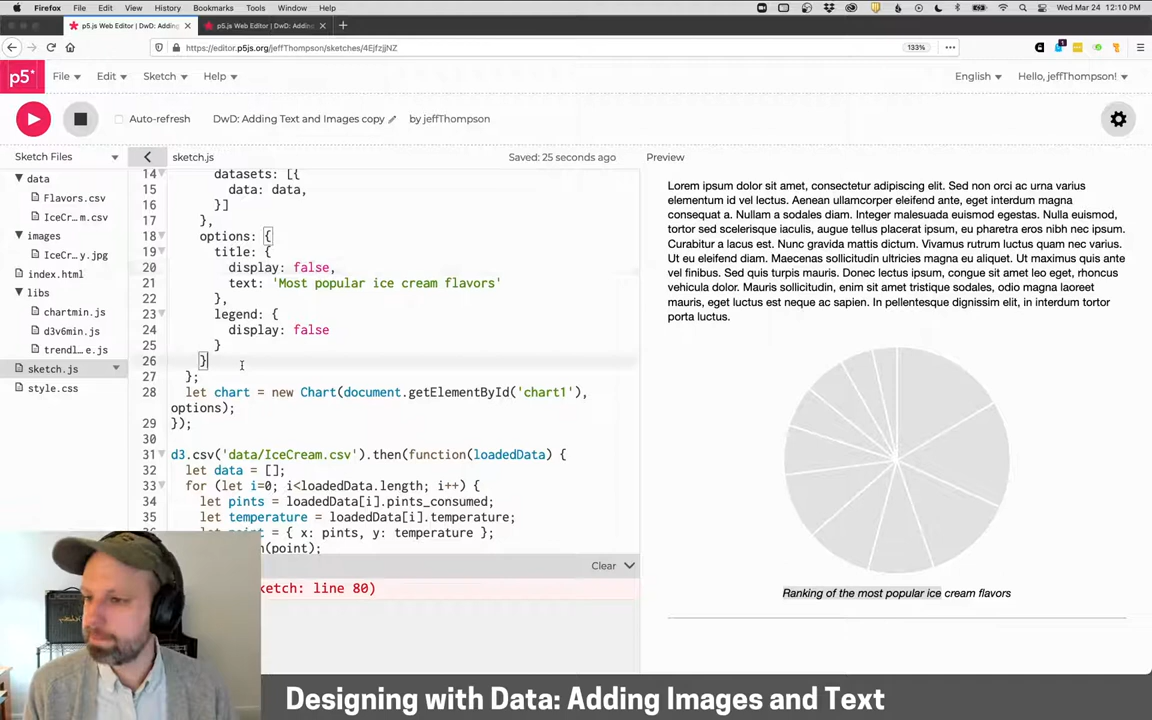 Firefox File Edit View History Bookmarks Tools Window Help Wed Mar 24 12:10 PM
p5.js Web Editor | DwD: Adding
p5.js Web Editor | DwD: Adding
https://editor.p5js.org/jeffThompson/sketches/4EjfzjjNZ 133%
p5* File Edit Sketch Help English Hello, jeffThompson!
Auto-refresh DwD: Adding Text and Images copy by jeffThompson
Sketch Files sketch.js Saved: 25 seconds ago Preview
data
Flavors.csv
IceCr...m.csv
images
IceCr...y.jpg
index.html
libs
chartmin.js
d3v6min.js
trendl...e.js
sketch.js
style.css
14 datasets: [{
15 data: data,
16 }]
17 },
18 options: {
19 title: {
20 display: false,
21 text: 'Most popular ice cream flavors'
22 },
23 legend: {
24 display: false
25 }
26 }
27 };
28 let chart = new Chart(document.getElementById('chart1'),
options);
29 });
30
31 d3.csv('data/IceCream.csv').then(function(loadedData) {
32 let data = [];
33 for (let i=0; i<loadedData.length; i++) {
34 let pints = loadedData[i].pints_consumed;
35 let temperature = loadedData[i].temperature;
= { x: pints, y: temperature };
(point);
Clear
ketch: line 80)
Lorem ipsum dolor sit amet, consectetur adipiscing elit. Sed non orci ac urna varius
elementum id vel lectus. Aenean ullamcorper eleifend ante, eget interdum magna
consequat a. Nullam a sodales diam. Integer malesuada euismod egestas. Nulla euismod,
tortor sed scelerisque iaculis, augue tellus placerat ipsum, eu pharetra eros nibh nec ipsum.
Curabitur a lacus est. Nunc gravida mattis dictum. Vivamus rutrum luctus quam nec varius.
Ut eu eleifend diam. Maecenas sollicitudin ultricies magna eu aliquet. Ut maximus quis ante
vel finibus. Sed quis turpis mauris. Donec lectus ipsum, congue sit amet leo eget, rhoncus
vehicula dolor. Mauris sollicitudin, enim sit amet tristique sodales, odio magna laoreet
mauris, eget luctus est neque ac sapien. In pellentesque dignissim elit, in interdum tortor
porta luctus.
Ranking of the most popular ice cream flavors
Designing with Data: Adding Images and Text